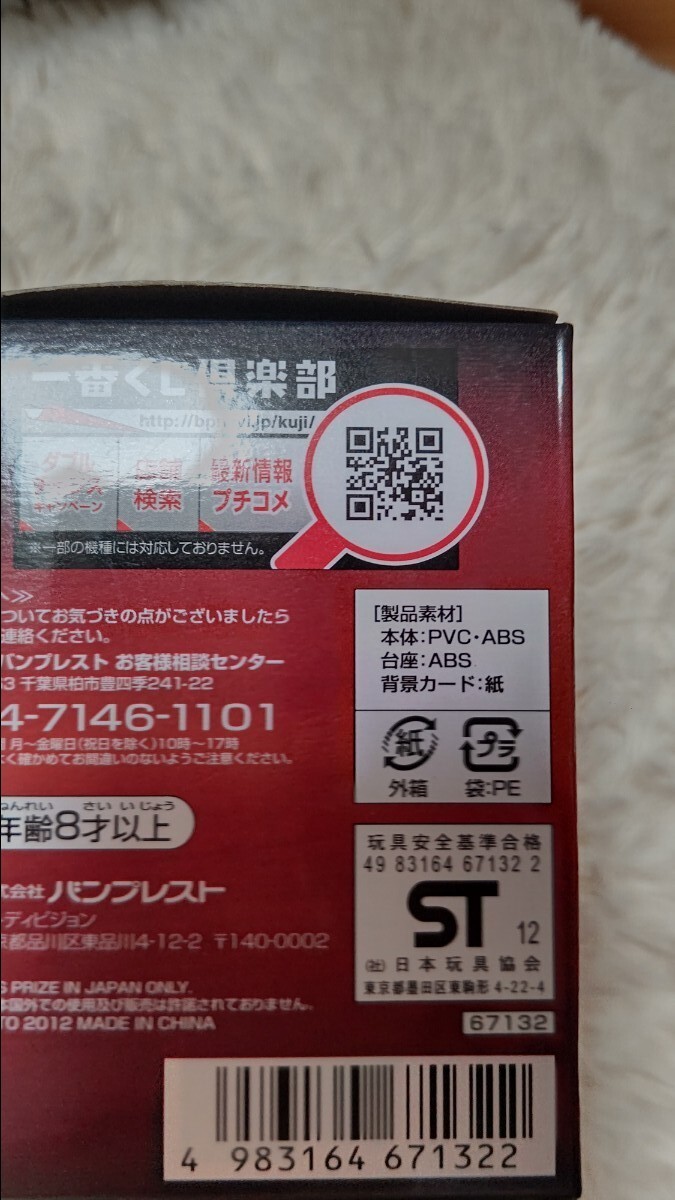 一番くじ倶楽部
http://bpnavi.jp/kuji/
ダブル
チャンス
キャンペーン
店舗
検索
最新情報
プチコメ
※一部の機種には対応しておりません。
へ≫
ついてお気づきの点がございましたら
連絡ください。
バンプレスト お客様相談センター
63 千葉県柏市豊四季241-22
4-7146-1101
月～金曜日(祝日を除く)10時～17時
く確かめてお間違いのないようご注意ください。
ねんれい さい いじょう
年齢8才以上
式会社 バンプレスト
ディビジョン
京都品川区東品川4-12-2 〒140-0002
S PRIZE IN JAPAN ONLY.
本国外での使用及び販売は許諾されておりません。
TO 2012 MADE IN CHINA
[製品素材]
本体:PVC・ABS
台座:ABS
背景カード:紙
紙
外箱
プラ
袋:PE
玩具安全基準合格
49 83164 67132 2
ST 12
(社)日本玩具協会
東京都墨田区東駒形4-22-4
67132
4 983164 671322